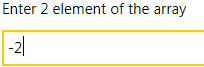 Enter 2 element of the array
-2